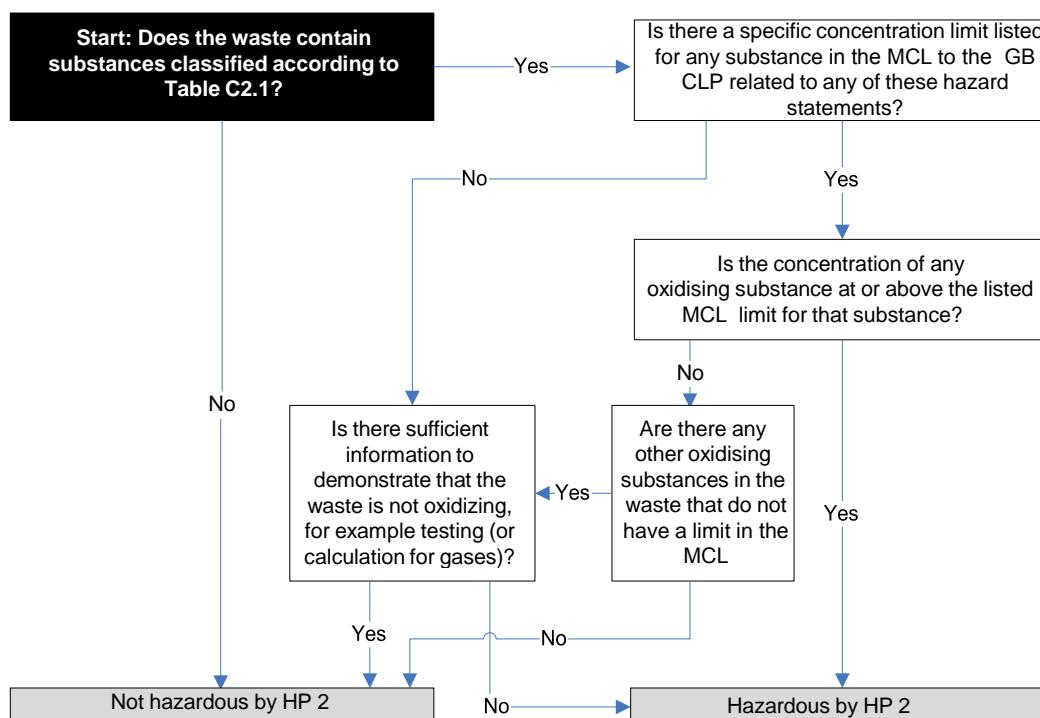 Start: Does the waste contain
substances classified according to
Table C2.1?
Yes
Is there a specific concentration limit listed
for any substance in the MCL to the GB
CLP related to any of these hazard
statements?
No
Yes
Is the concentration of any
oxidising substance at or above the listed
MCL limit for that substance?
No
No
Is there sufficient
information to
demonstrate that the
waste is not oxidizing,
for example testing (or
calculation for gases)?
Yes
Are there any
other oxidising
substances in the
waste that do not
have a limit in the
MCL
Yes
Yes
No
Not hazardous by HP 2
No
Hazardous by HP 2